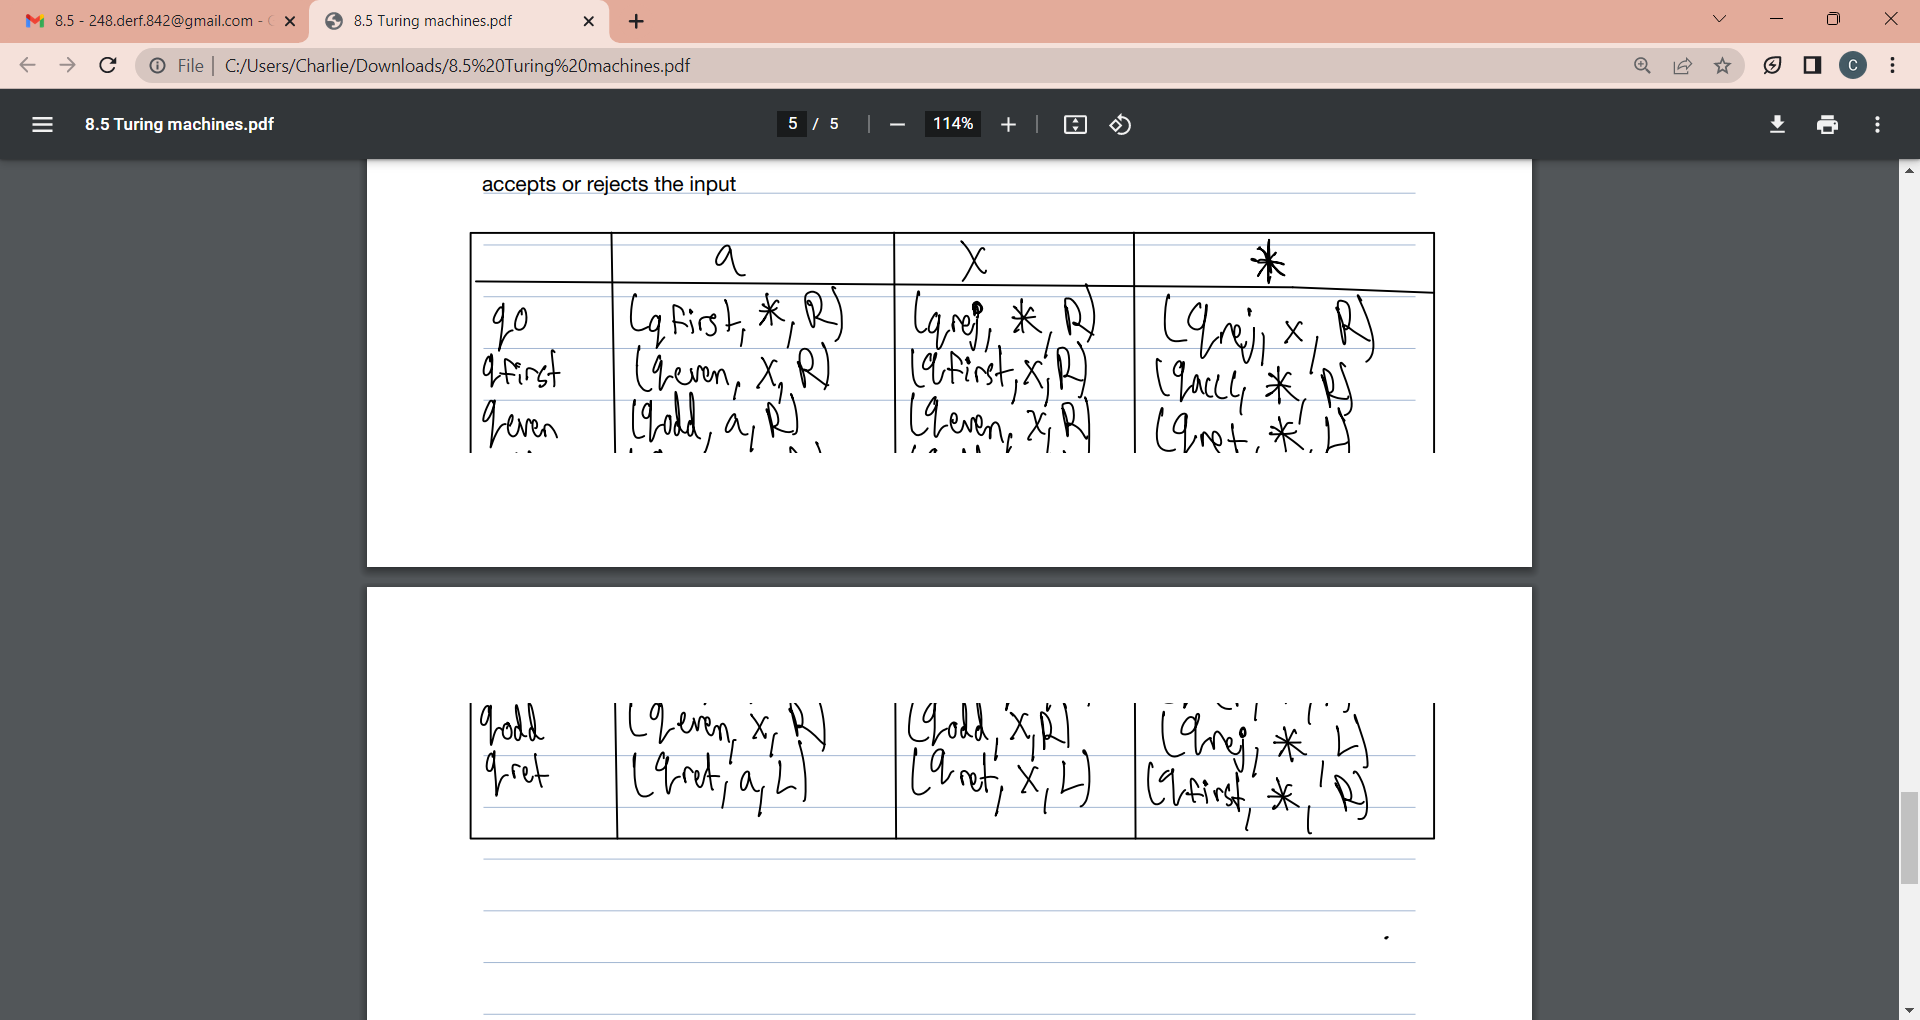 8.5 - 248.derf.842@gmail.com -
8.5 Turing machines.pdf
File | C:/Users/Charlie/Downloads/8.5%20Turing%20machines.pdf
C
8.5 Turing machines.pdf
5 / 5
114%
accepts or rejects the input
a x *
q0 (qfirst, *, R) (qrej, *, R) (qrej, x, R)
qfirst (qeven, x, R) (qfirst, x, R) (qacc, *, R)
qeven (qodd, a, R) (qeven, x, R) (qret, *, L)
qodd (qeven, x, R) (qodd, x, R) (qrej, * L)
qret (qret, a, L) (qret, x, L) (qfirst, *, R)